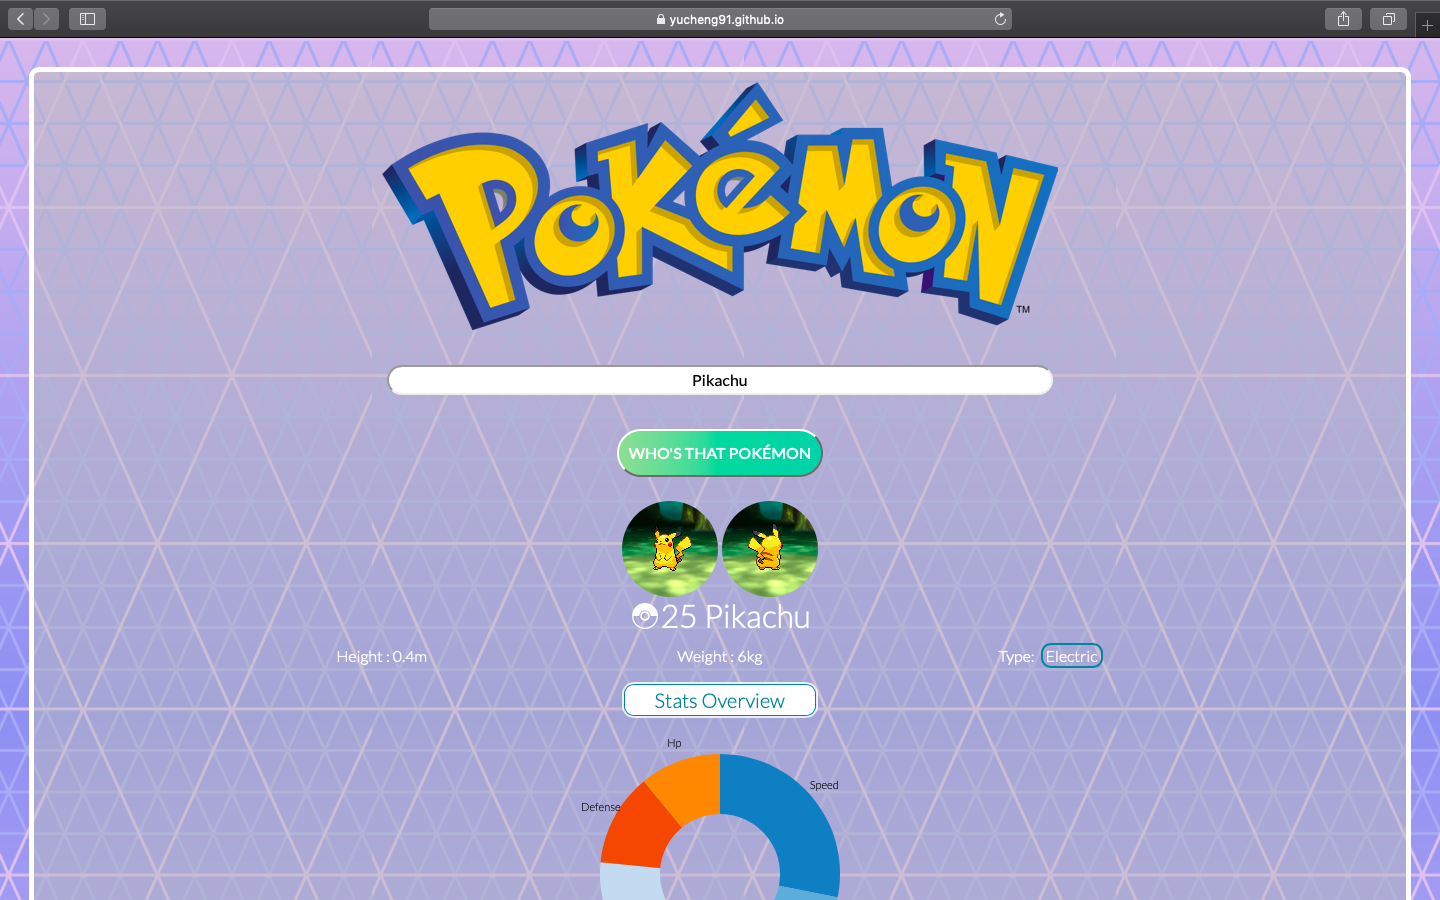 yucheng91.github.io
POKéMON
TM
Pikachu
WHO'S THAT POKÉMON
25 Pikachu
Height : 0.4m Weight : 6kg Type: Electric
Stats Overview
Hp
Speed
Defense